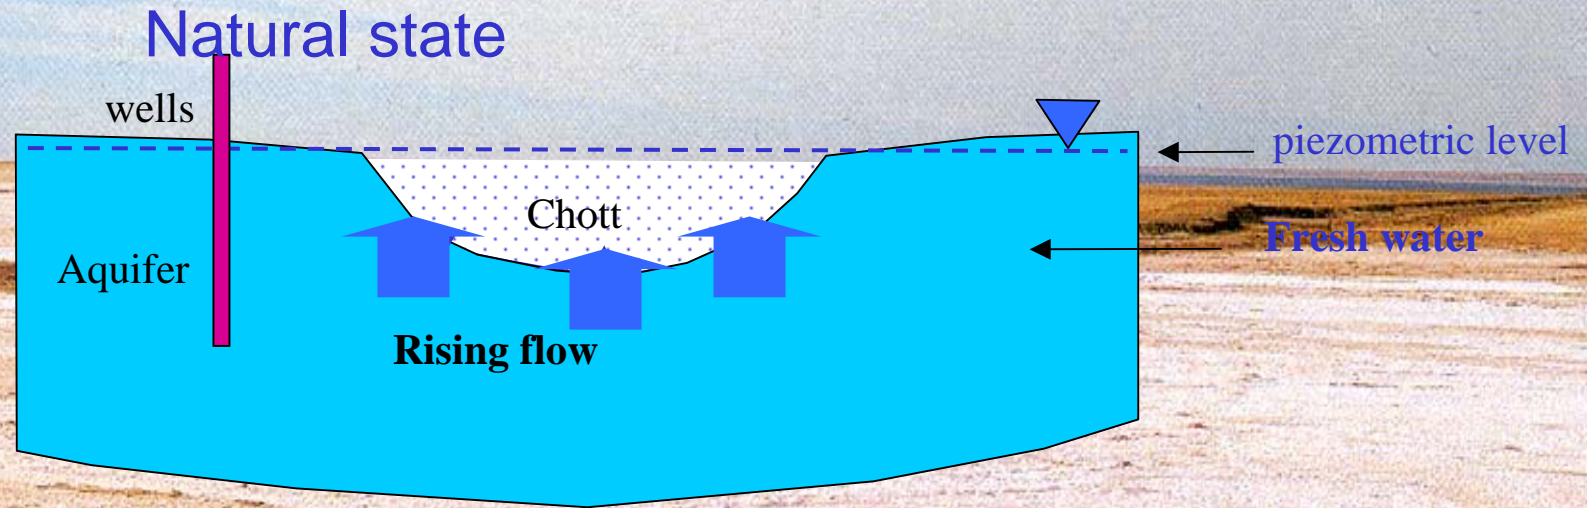 Natural state
wells
piezometric level
Chott
Fresh water
Aquifer
Rising flow